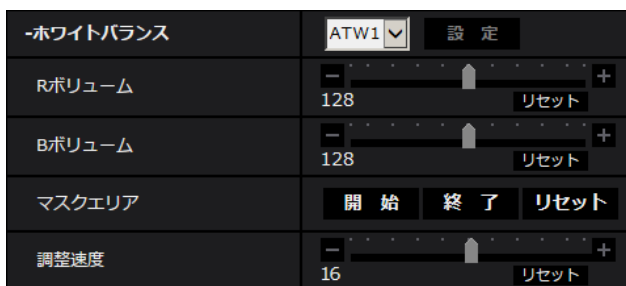 -ホワイトバランス ATW1 設 定
Rボリューム - +
128 リセット
Bボリューム - +
128 リセット
マスクエリア 開 始 終 了 リセット
調整速度 - +
16 リセット